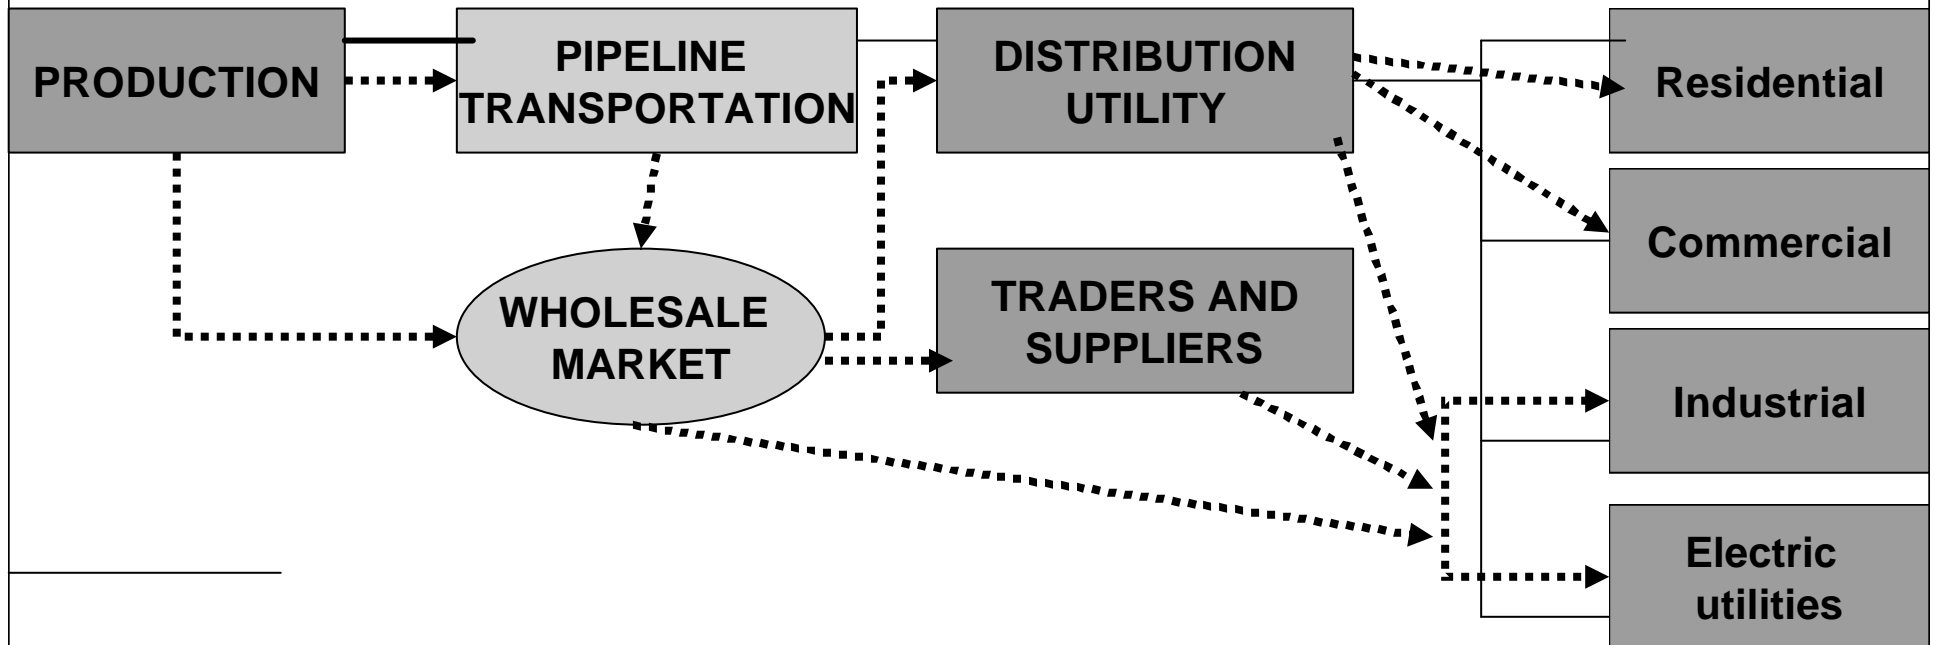 PRODUCTION
PIPELINE
TRANSPORTATION
DISTRIBUTION
UTILITY
Residential
Commercial
WHOLESALE
MARKET
TRADERS AND
SUPPLIERS
Industrial
Electric
utilities